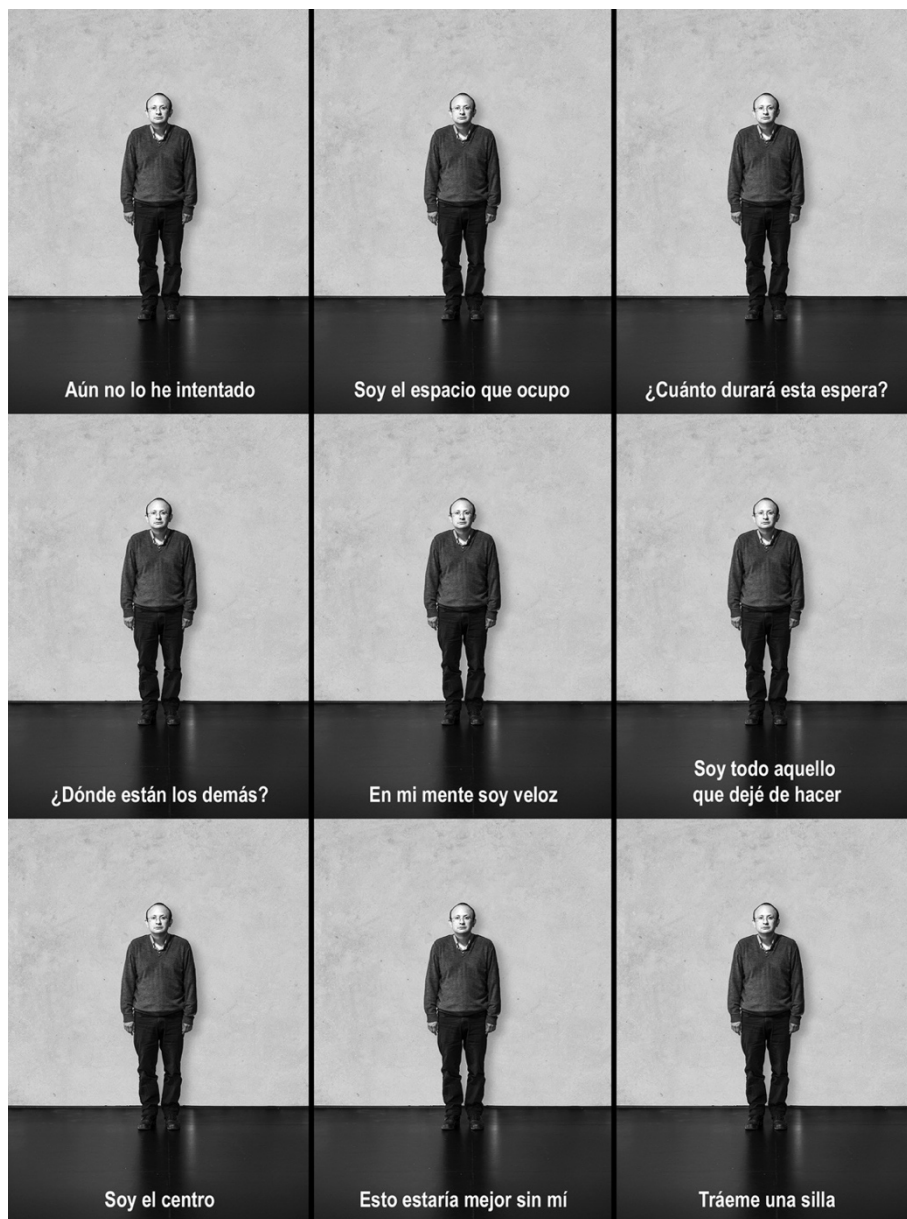 Aún no lo he intentado
Soy el espacio que ocupo
¿Cuánto durará esta espera?
¿Dónde están los demás?
En mi mente soy veloz
Soy todo aquello
que dejé de hacer
Soy el centro
Esto estaría mejor sin mí
Tráeme una silla